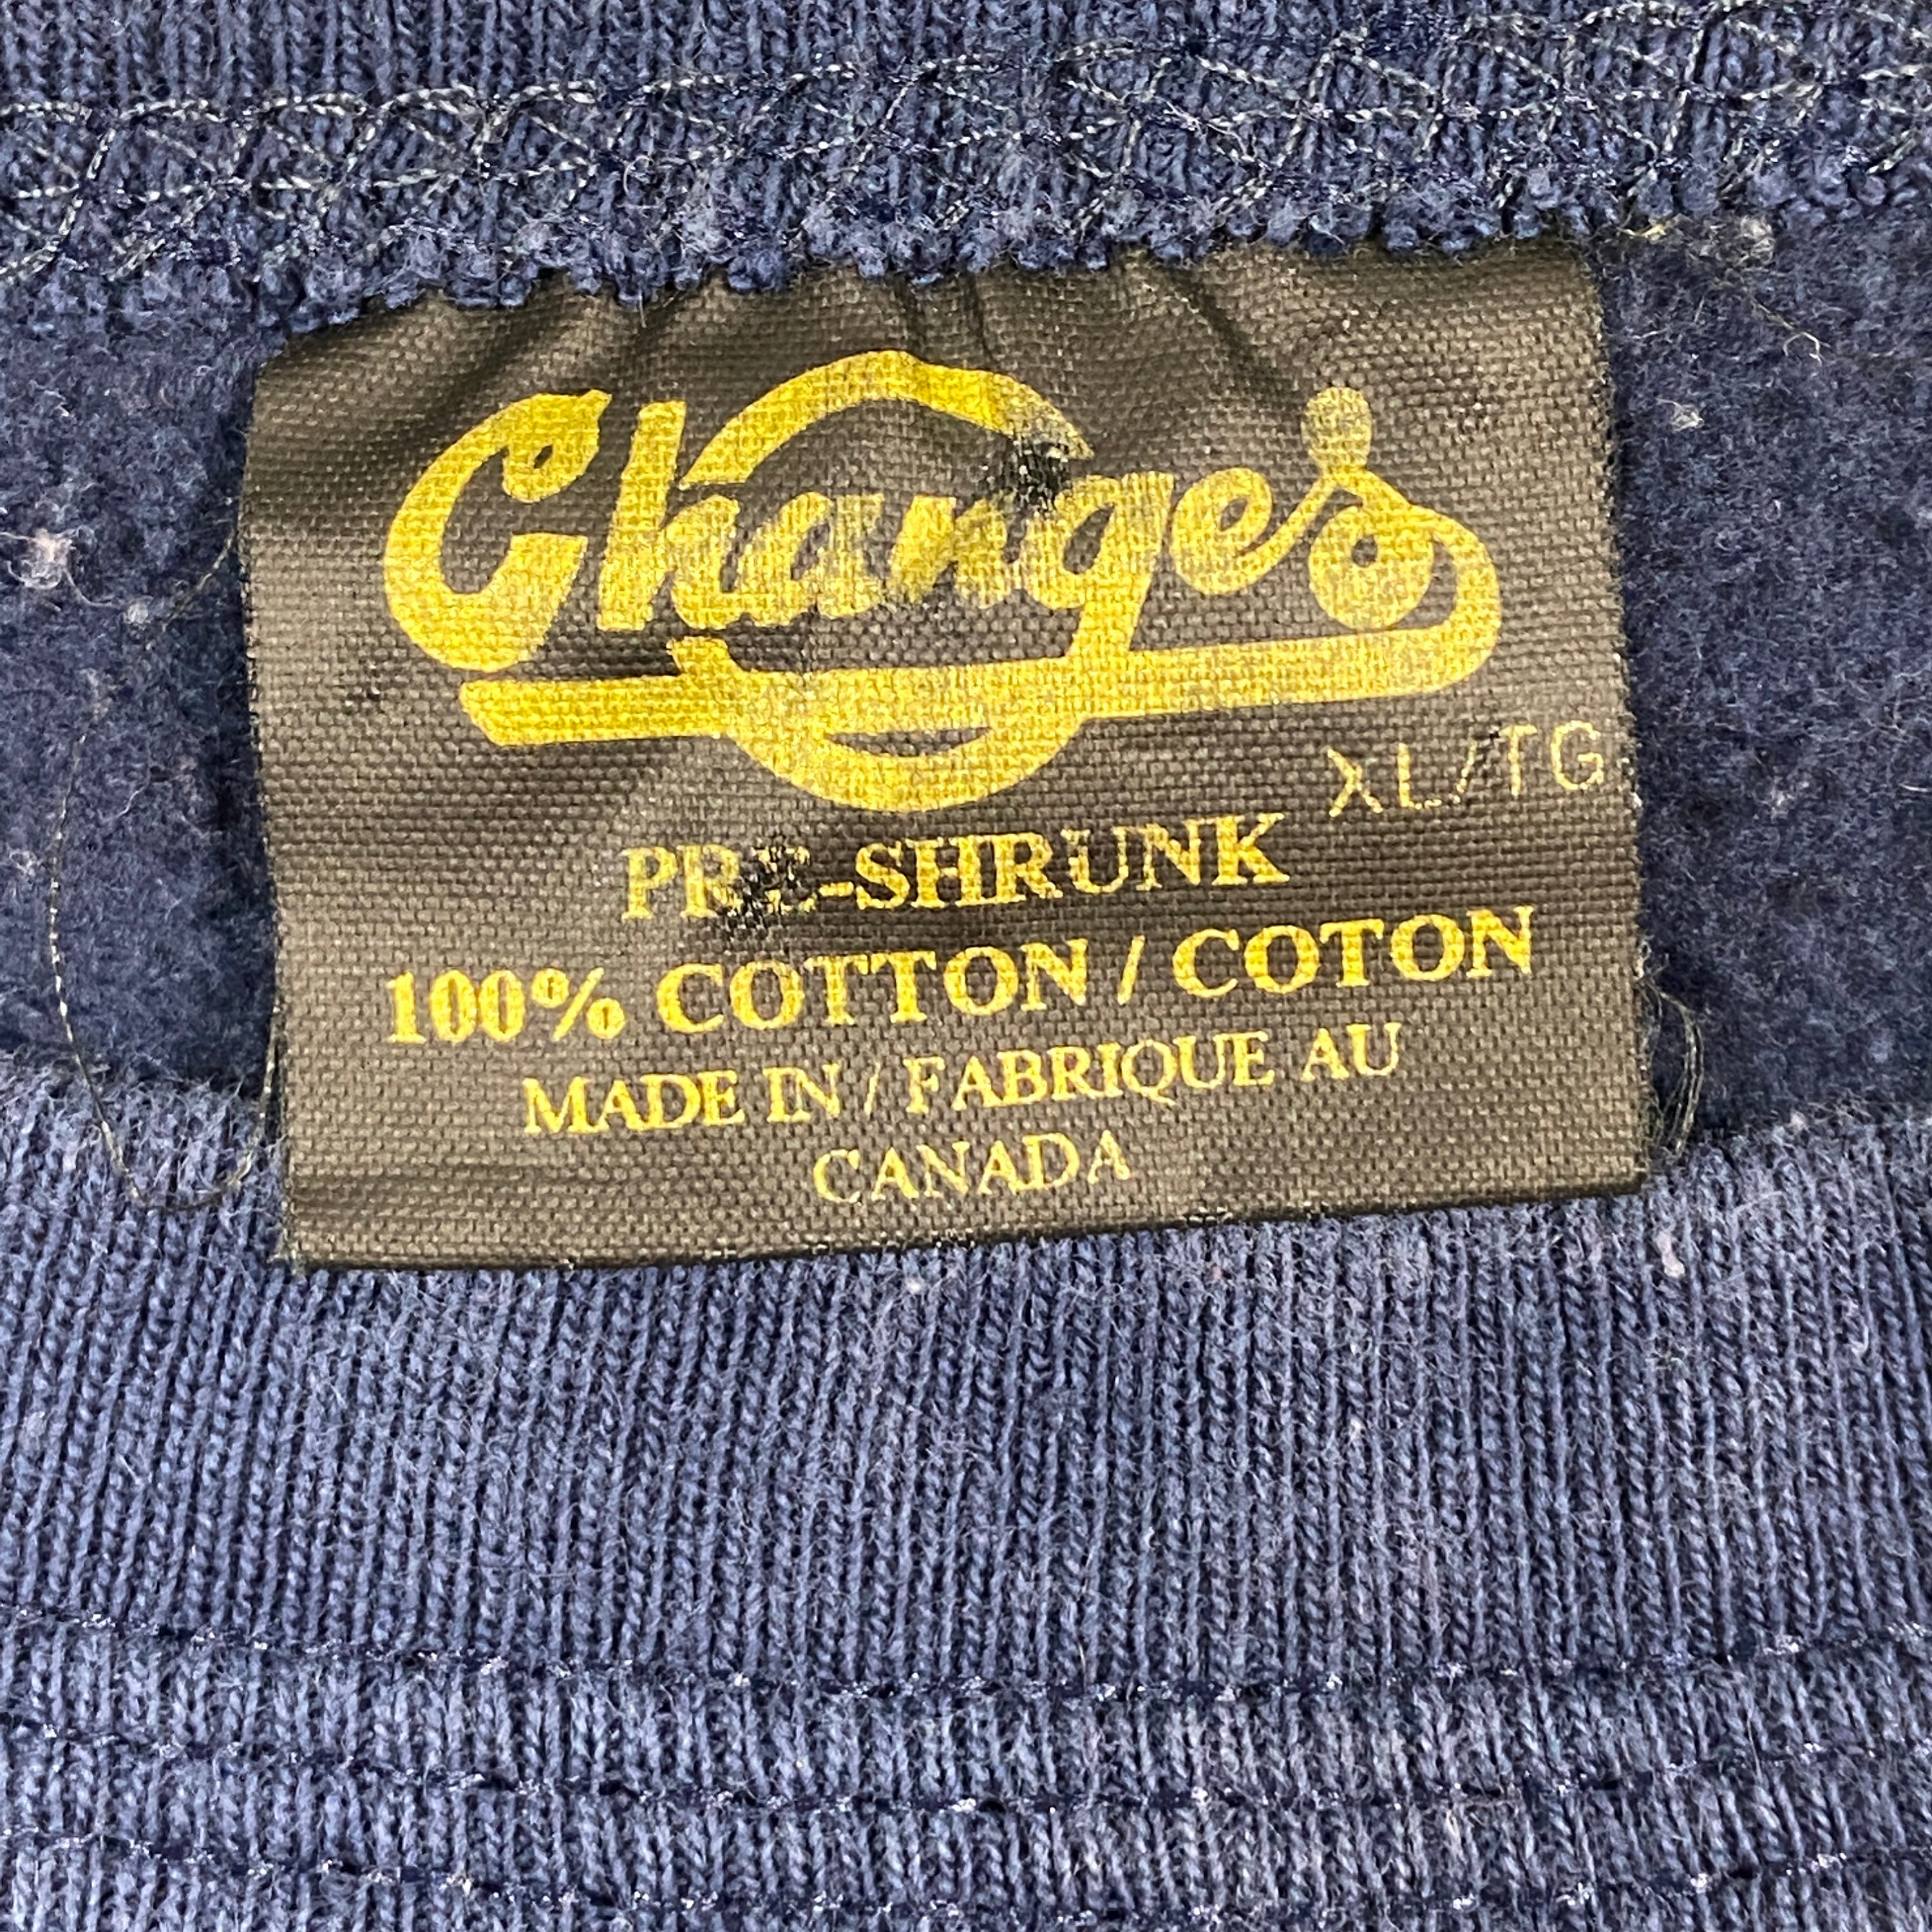 Changes
XL/TG
PRE-SHRUNK
100% COTTON / COTON
MADE IN / FABRIQUE AU
CANADA